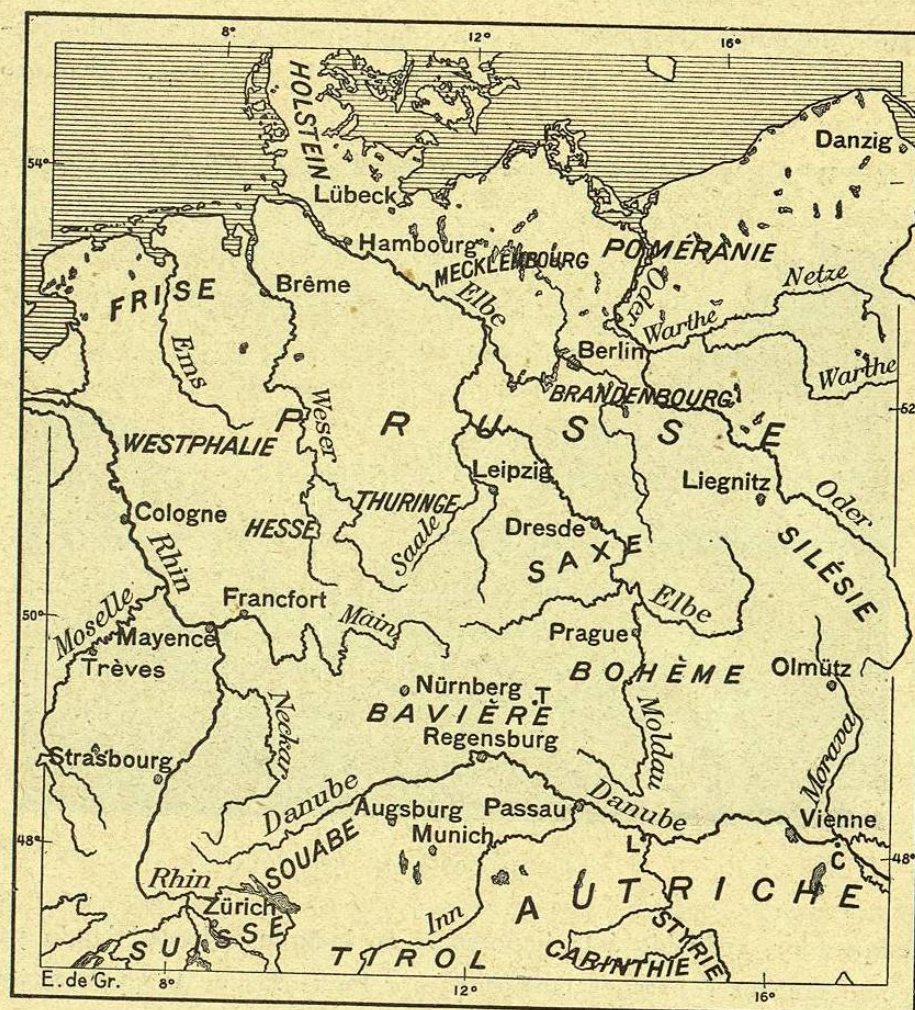 8° 12° 16°
HOLSTEIN
Danzig
54°
Lübeck
Hambourg
MECKLEMBOURG
POMÉRANIE
Brême
FRISE
Elbe
Oder
Netze
Warthe
Ems
Berlin
Warthe
BRANDENBOURG
52°
Weser
PRUSSE
WESTPHALIE
Leipzig
Liegnitz
Oder
THURINGE
Cologne
HESSE
Dresde
Saale
SAXE
SILÉSIE
Rhin
Francfort
Elbe
50°
Moselle
Mayence
Main
Prague
Trèves
BOHÈME
Olmütz
Nürnberg
T
BAVIÈRE
Neckar
Moldau
Regensburg
Strasbourg
Morava
Danube
Augsburg
Passau
Danube
Vienne
48°
Munich
L
48°
C
SOUABE
Rhin
Zürich
AUTRICHE
SUISSE
Inn
STYRIE
TIROL
CARINTHIE
E. de Gr.
8° 12° 16°